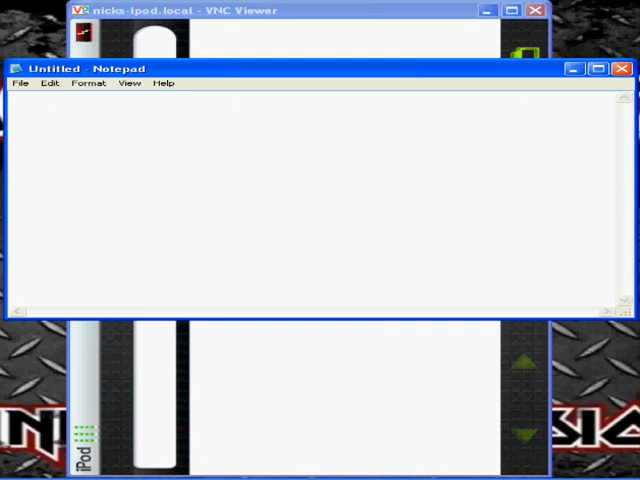 nicks-ipod.local - VNC Viewer
Untitled - Notepad
File Edit Format View Help
iPod